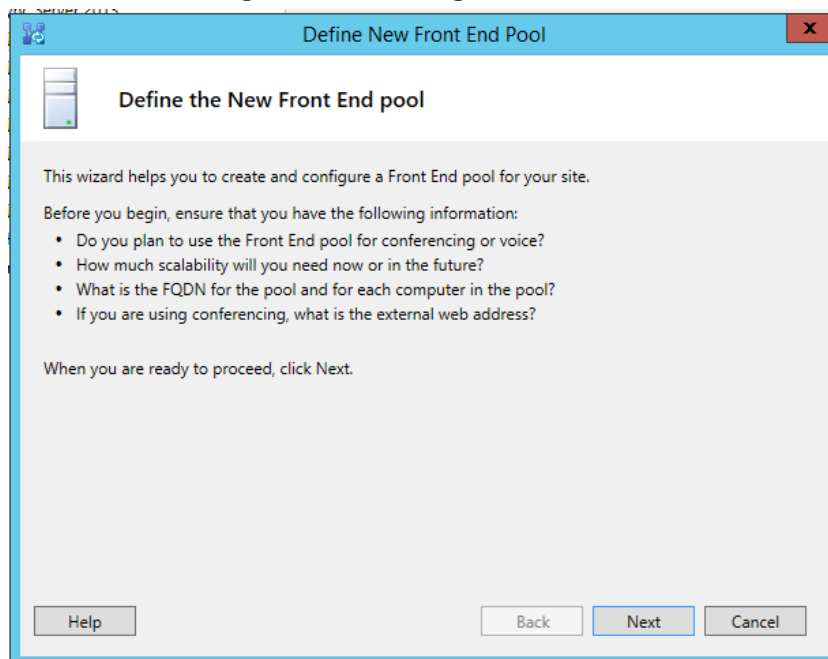 Server 2013
Define New Front End Pool
x
Define the New Front End pool
This wizard helps you to create and configure a Front End pool for your site.
Before you begin, ensure that you have the following information:
• Do you plan to use the Front End pool for conferencing or voice?
• How much scalability will you need now or in the future?
• What is the FQDN for the pool and for each computer in the pool?
• If you are using conferencing, what is the external web address?
When you are ready to proceed, click Next.
Help
Back
Next
Cancel